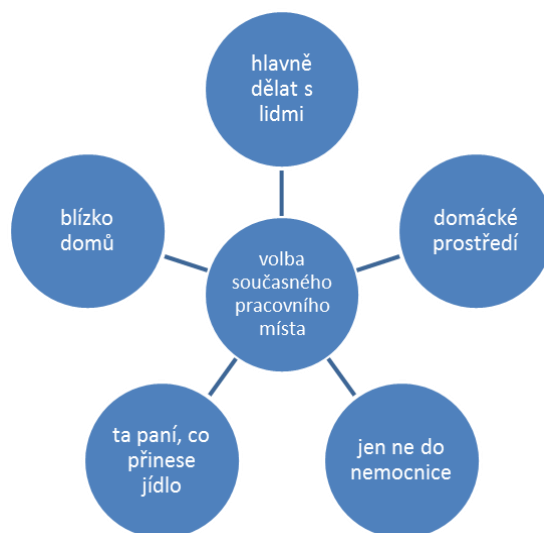 hlavně
dělat s
lidmi
blízko
domů
domácké
prostředí
volba
současného
pracovního
místa
ta paní, co
přinese
jídlo
jen ne do
nemocnice